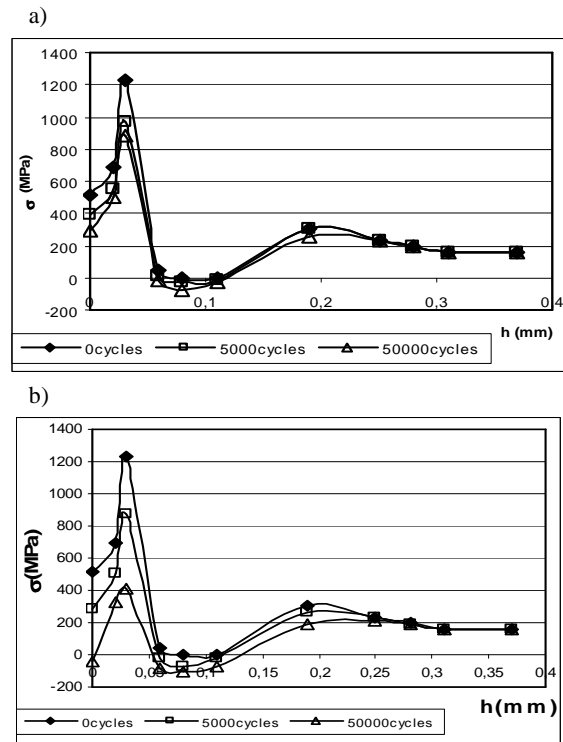 a)
1400
1200
1000
800
600
400
200
0
-200
σ (MPa)
0 0,1 0,2 0,3 0,4
h (mm)
0cycles 5000cycles 50000cycles
b)
1400
1200
1000
800
600
400
200
0
-200
σ(MPa)
0 0,05 0,1 0,15 0,2 0,25 0,3 0,35 0,4
h(mm)
0cycles 5000cycles 50000cycles